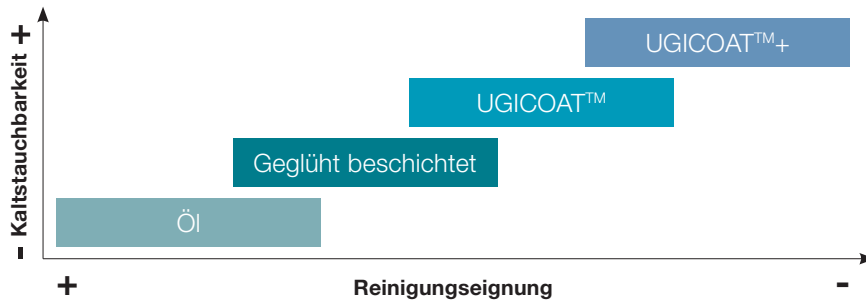 UGICOAT™+
UGICOAT™
Geglüht beschichtet
Öl
- Kaltstauchbarkeit +
+ Reinigungseignung -